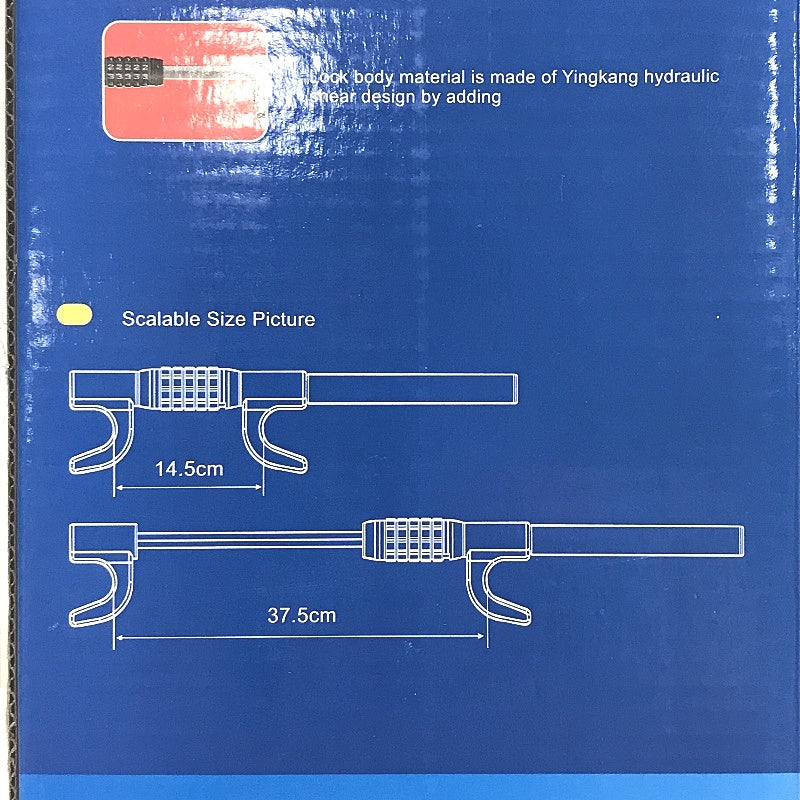 Lock body material is made of Yingkang hydraulic
shear design by adding
Scalable Size Picture
14.5cm
37.5cm